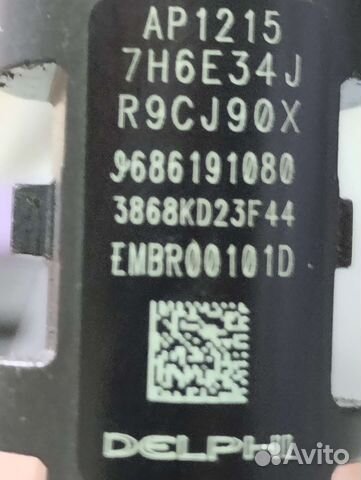 AP1215
7H6E34J
R9CJ90X
9686191080
3868KD23F44
EMBR00101D
DELPHI
Avito